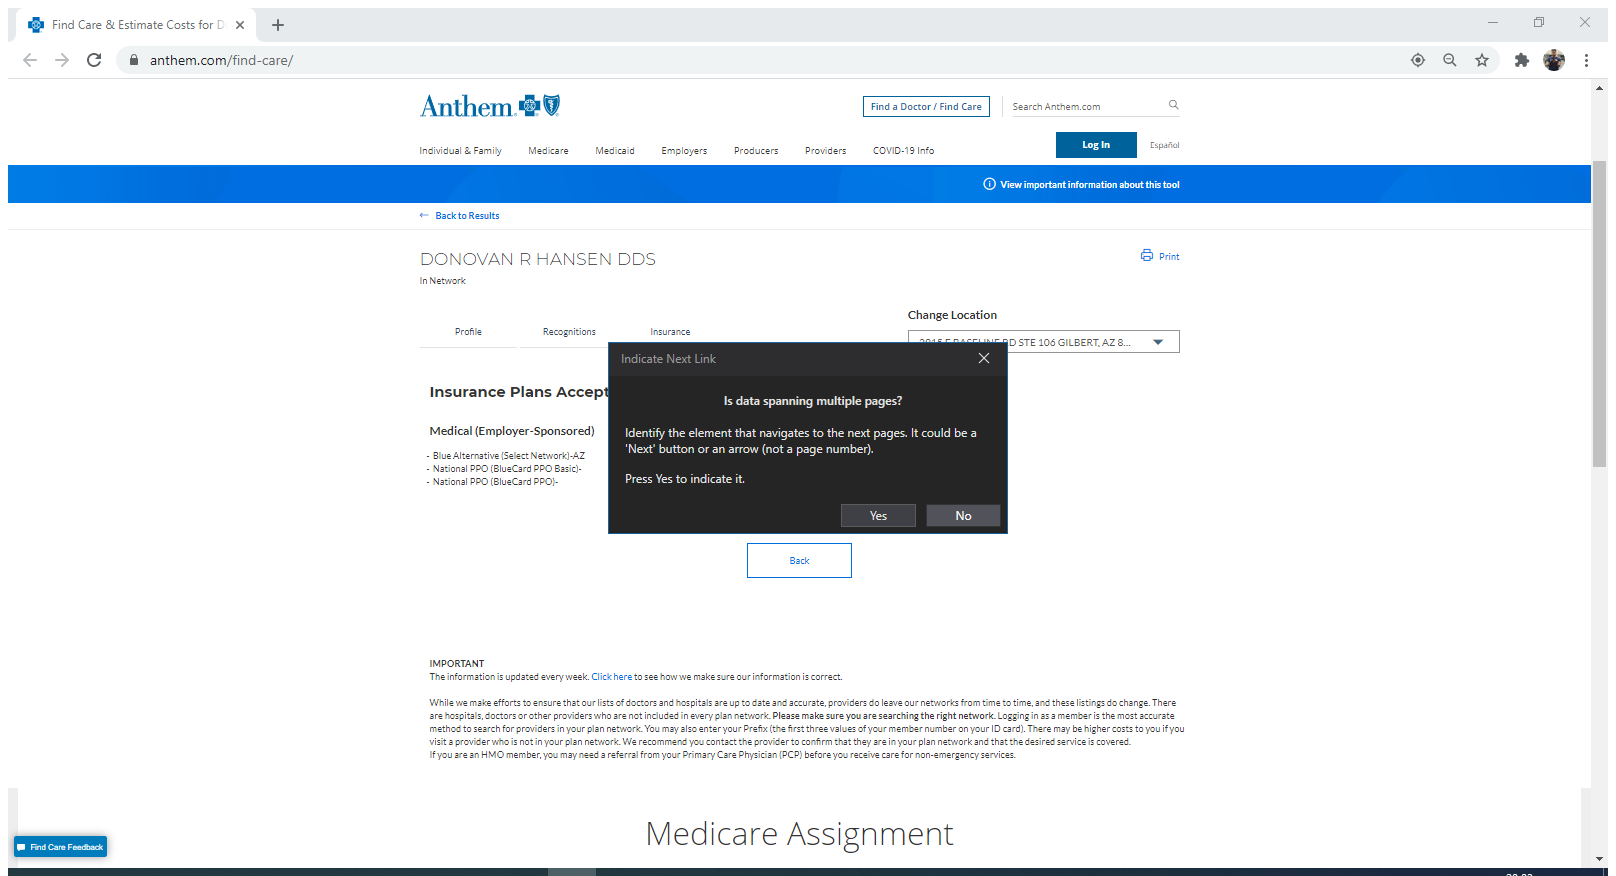 Find Care & Estimate Costs for D
anthem.com/find-care/
Anthem
Find a Doctor / Find Care
Search Anthem.com
Individual & Family
Medicare
Medicaid
Employers
Producers
Providers
COVID-19 Info
Log In
Español
View important information about this tool
Back to Results
DONOVAN R HANSEN DDS
Print
In Network
Change Location
Profile
Recognitions
Insurance
RD STE 106 GILBERT, AZ 8...
Indicate Next Link
Is data spanning multiple pages?
Identify the element that navigates to the next pages. It could be a
'Next' button or an arrow (not a page number).
Press Yes to indicate it.
Yes
No
Insurance Plans Accept
Medical (Employer-Sponsored)
- Blue Alternative (Select Network)-AZ
- National PPO (BlueCard PPO Basic)-
- National PPO (BlueCard PPO)-
Back
IMPORTANT
The information is updated every week. Click here to see how we make sure our information is correct.
While we make efforts to ensure that our lists of doctors and hospitals are up to date and accurate, providers do leave our networks from time to time, and these listings do change. There
are hospitals, doctors or other providers who are not included in every plan network. Please make sure you are searching the right network. Logging in as a member is the most accurate
method to search for providers in your plan network. You may also enter your Prefix (the first three values of your member number on your ID card). There may be higher costs to you if you
visit a provider who is not in your plan network. We recommend you contact the provider to confirm that they are in your plan network and that the desired service is covered.
If you are an HMO member, you may need a referral from your Primary Care Physician (PCP) before you receive care for non-emergency services.
Medicare Assignment
Find Care Feedback